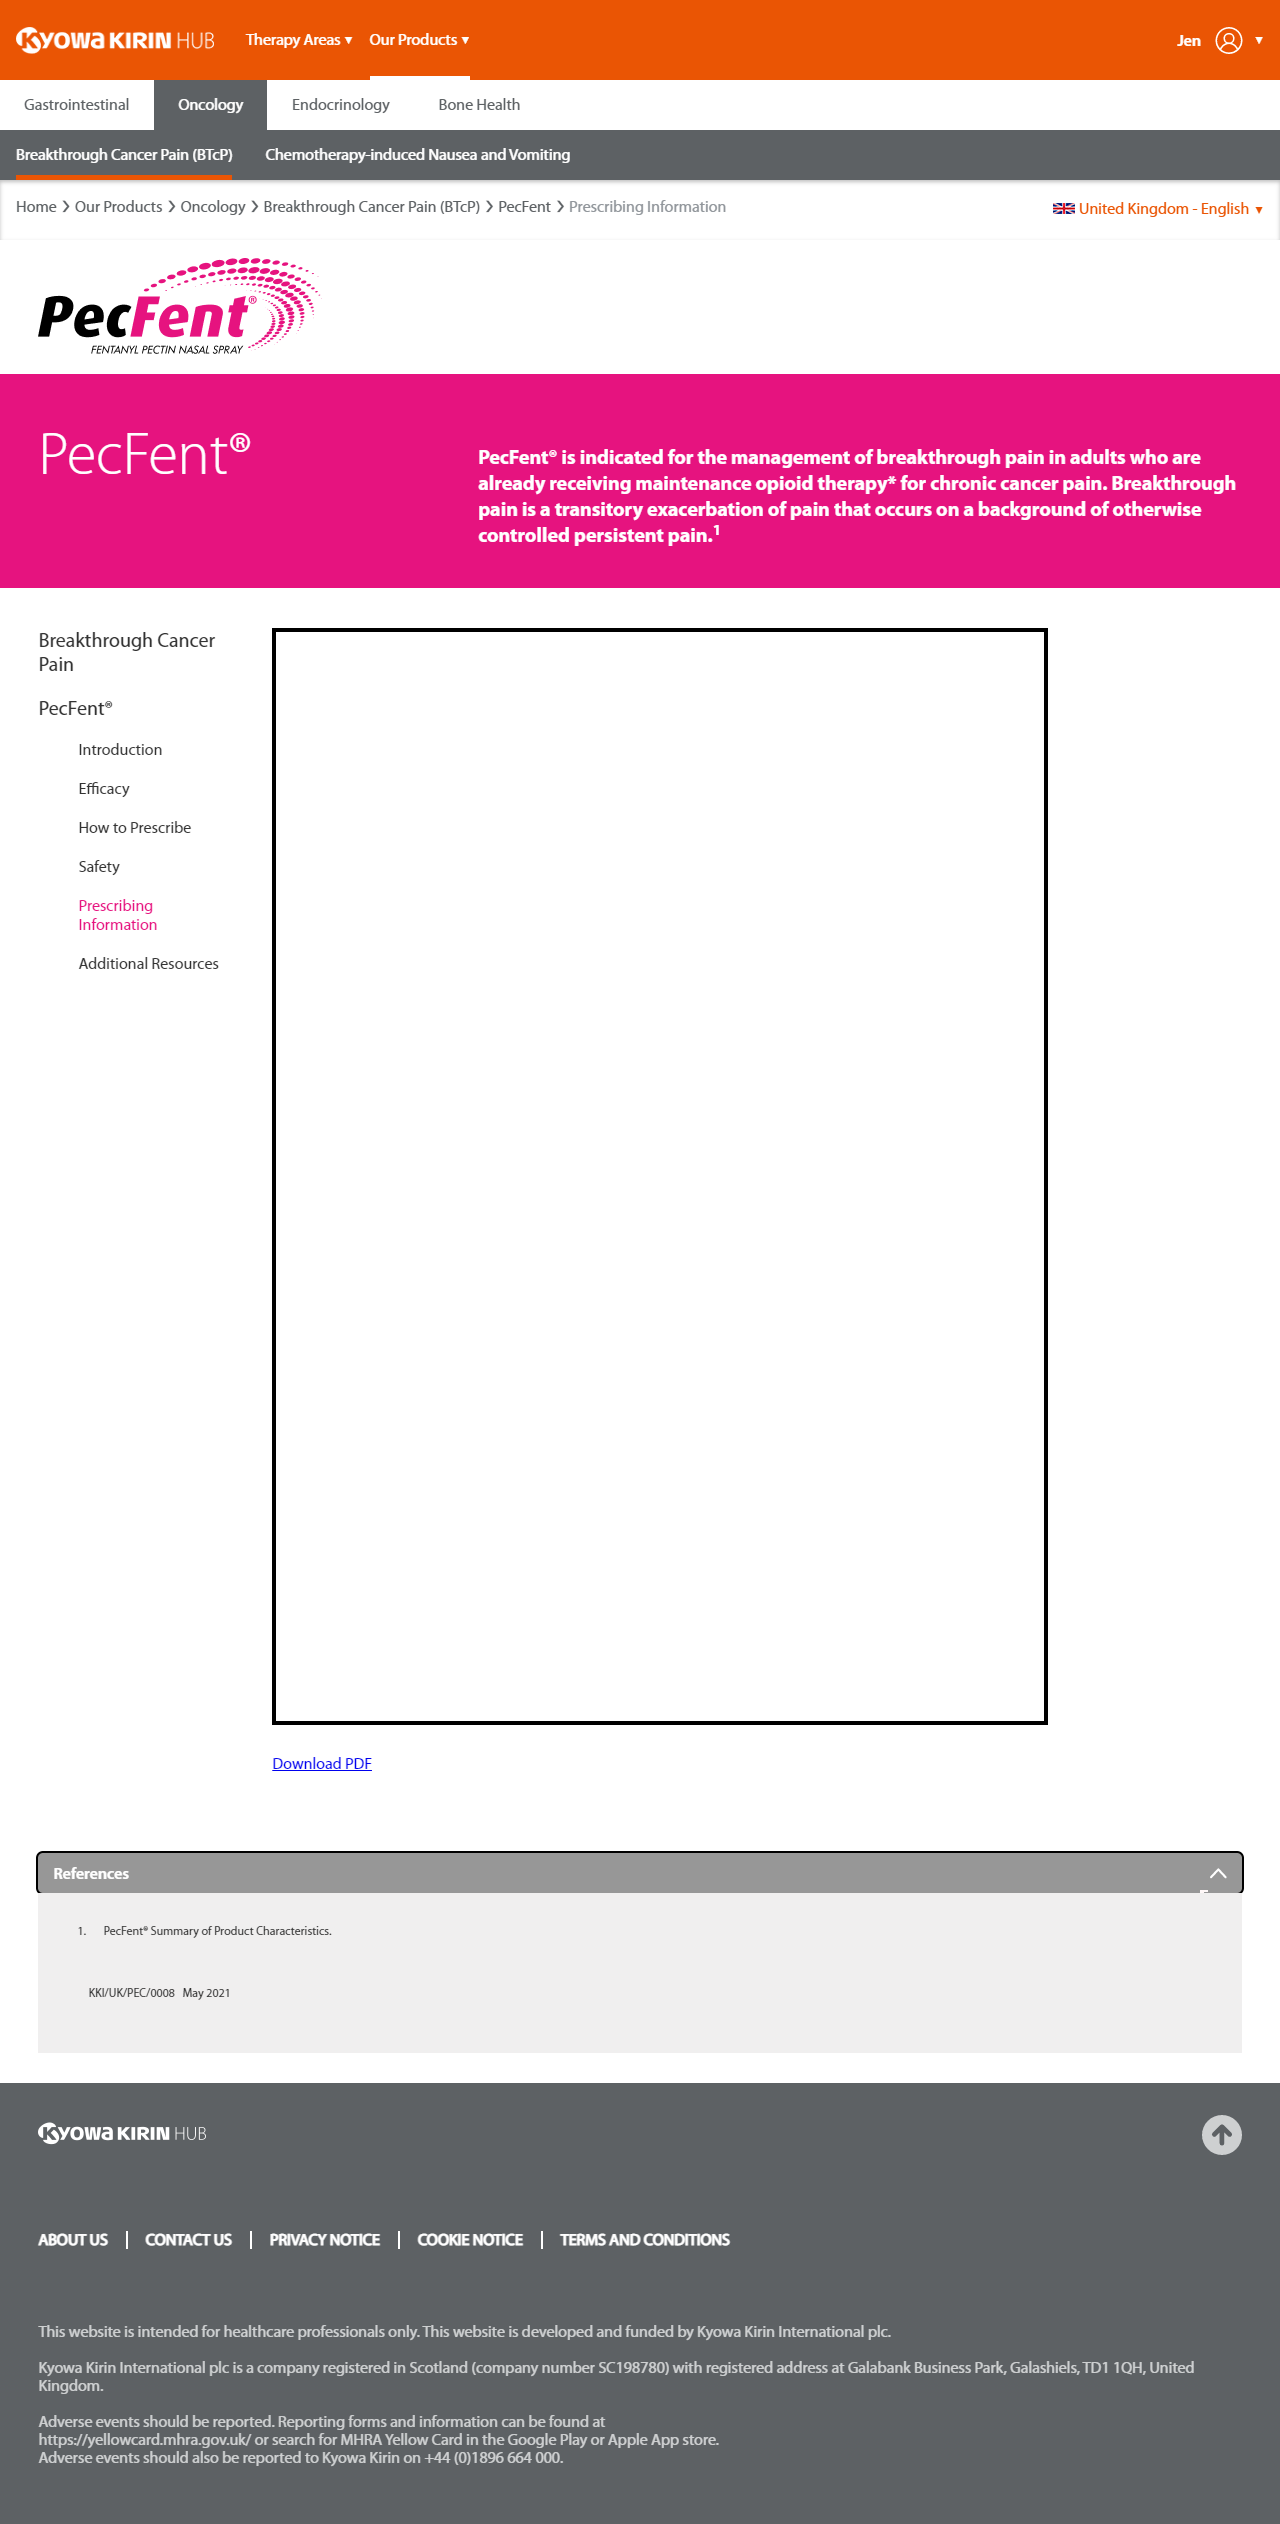 KYOWA KIRIN HUB
Therapy Areas ▼ Our Products ▼
Jen ▼
Gastrointestinal Oncology Endocrinology Bone Health
Breakthrough Cancer Pain (BTcP) Chemotherapy-induced Nausea and Vomiting
Home > Our Products > Oncology > Breakthrough Cancer Pain (BTcP) > PecFent > Prescribing Information
United Kingdom - English ▼
PecFent®
FENTANYL PECTIN NASAL SPRAY
PecFent®
PecFent® is indicated for the management of breakthrough pain in adults who are
already receiving maintenance opioid therapy* for chronic cancer pain. Breakthrough
pain is a transitory exacerbation of pain that occurs on a background of otherwise
controlled persistent pain.¹
Breakthrough Cancer
Pain
PecFent®
Introduction
Efficacy
How to Prescribe
Safety
Prescribing
Information
Additional Resources
Download PDF
References
1. PecFent® Summary of Product Characteristics.
KKI/UK/PEC/0008 May 2021
KYOWA KIRIN HUB
ABOUT US | CONTACT US | PRIVACY NOTICE | COOKIE NOTICE | TERMS AND CONDITIONS
This website is intended for healthcare professionals only. This website is developed and funded by Kyowa Kirin International plc.
Kyowa Kirin International plc is a company registered in Scotland (company number SC198780) with registered address at Galabank Business Park, Galashiels, TD1 1QH, United
Kingdom.
Adverse events should be reported. Reporting forms and information can be found at
https://yellowcard.mhra.gov.uk/ or search for MHRA Yellow Card in the Google Play or Apple App store.
Adverse events should also be reported to Kyowa Kirin on +44 (0)1896 664 000.